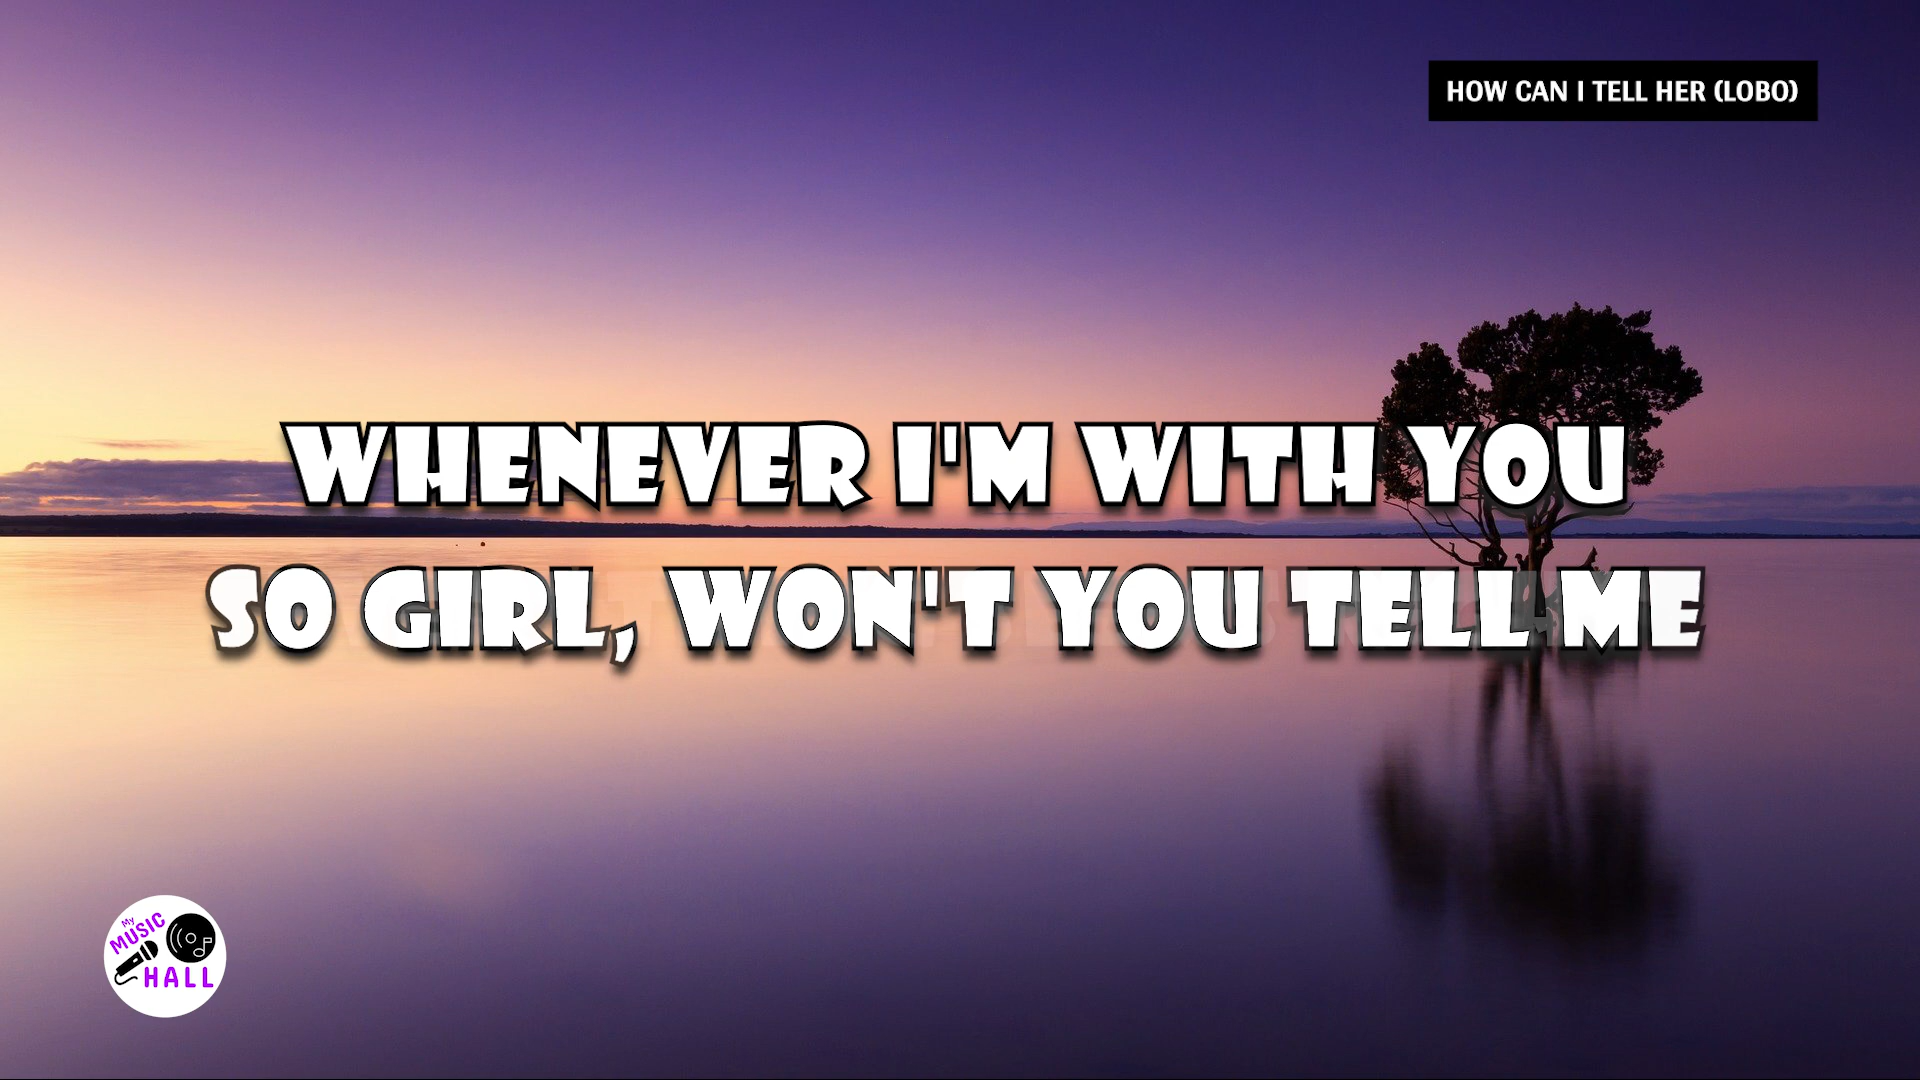 HOW CAN I TELL HER (LOBO)
WHENEVER I'M WITH YOU
SO GIRL, WON'T YOU TELL ME
My
MUSIC
HALL